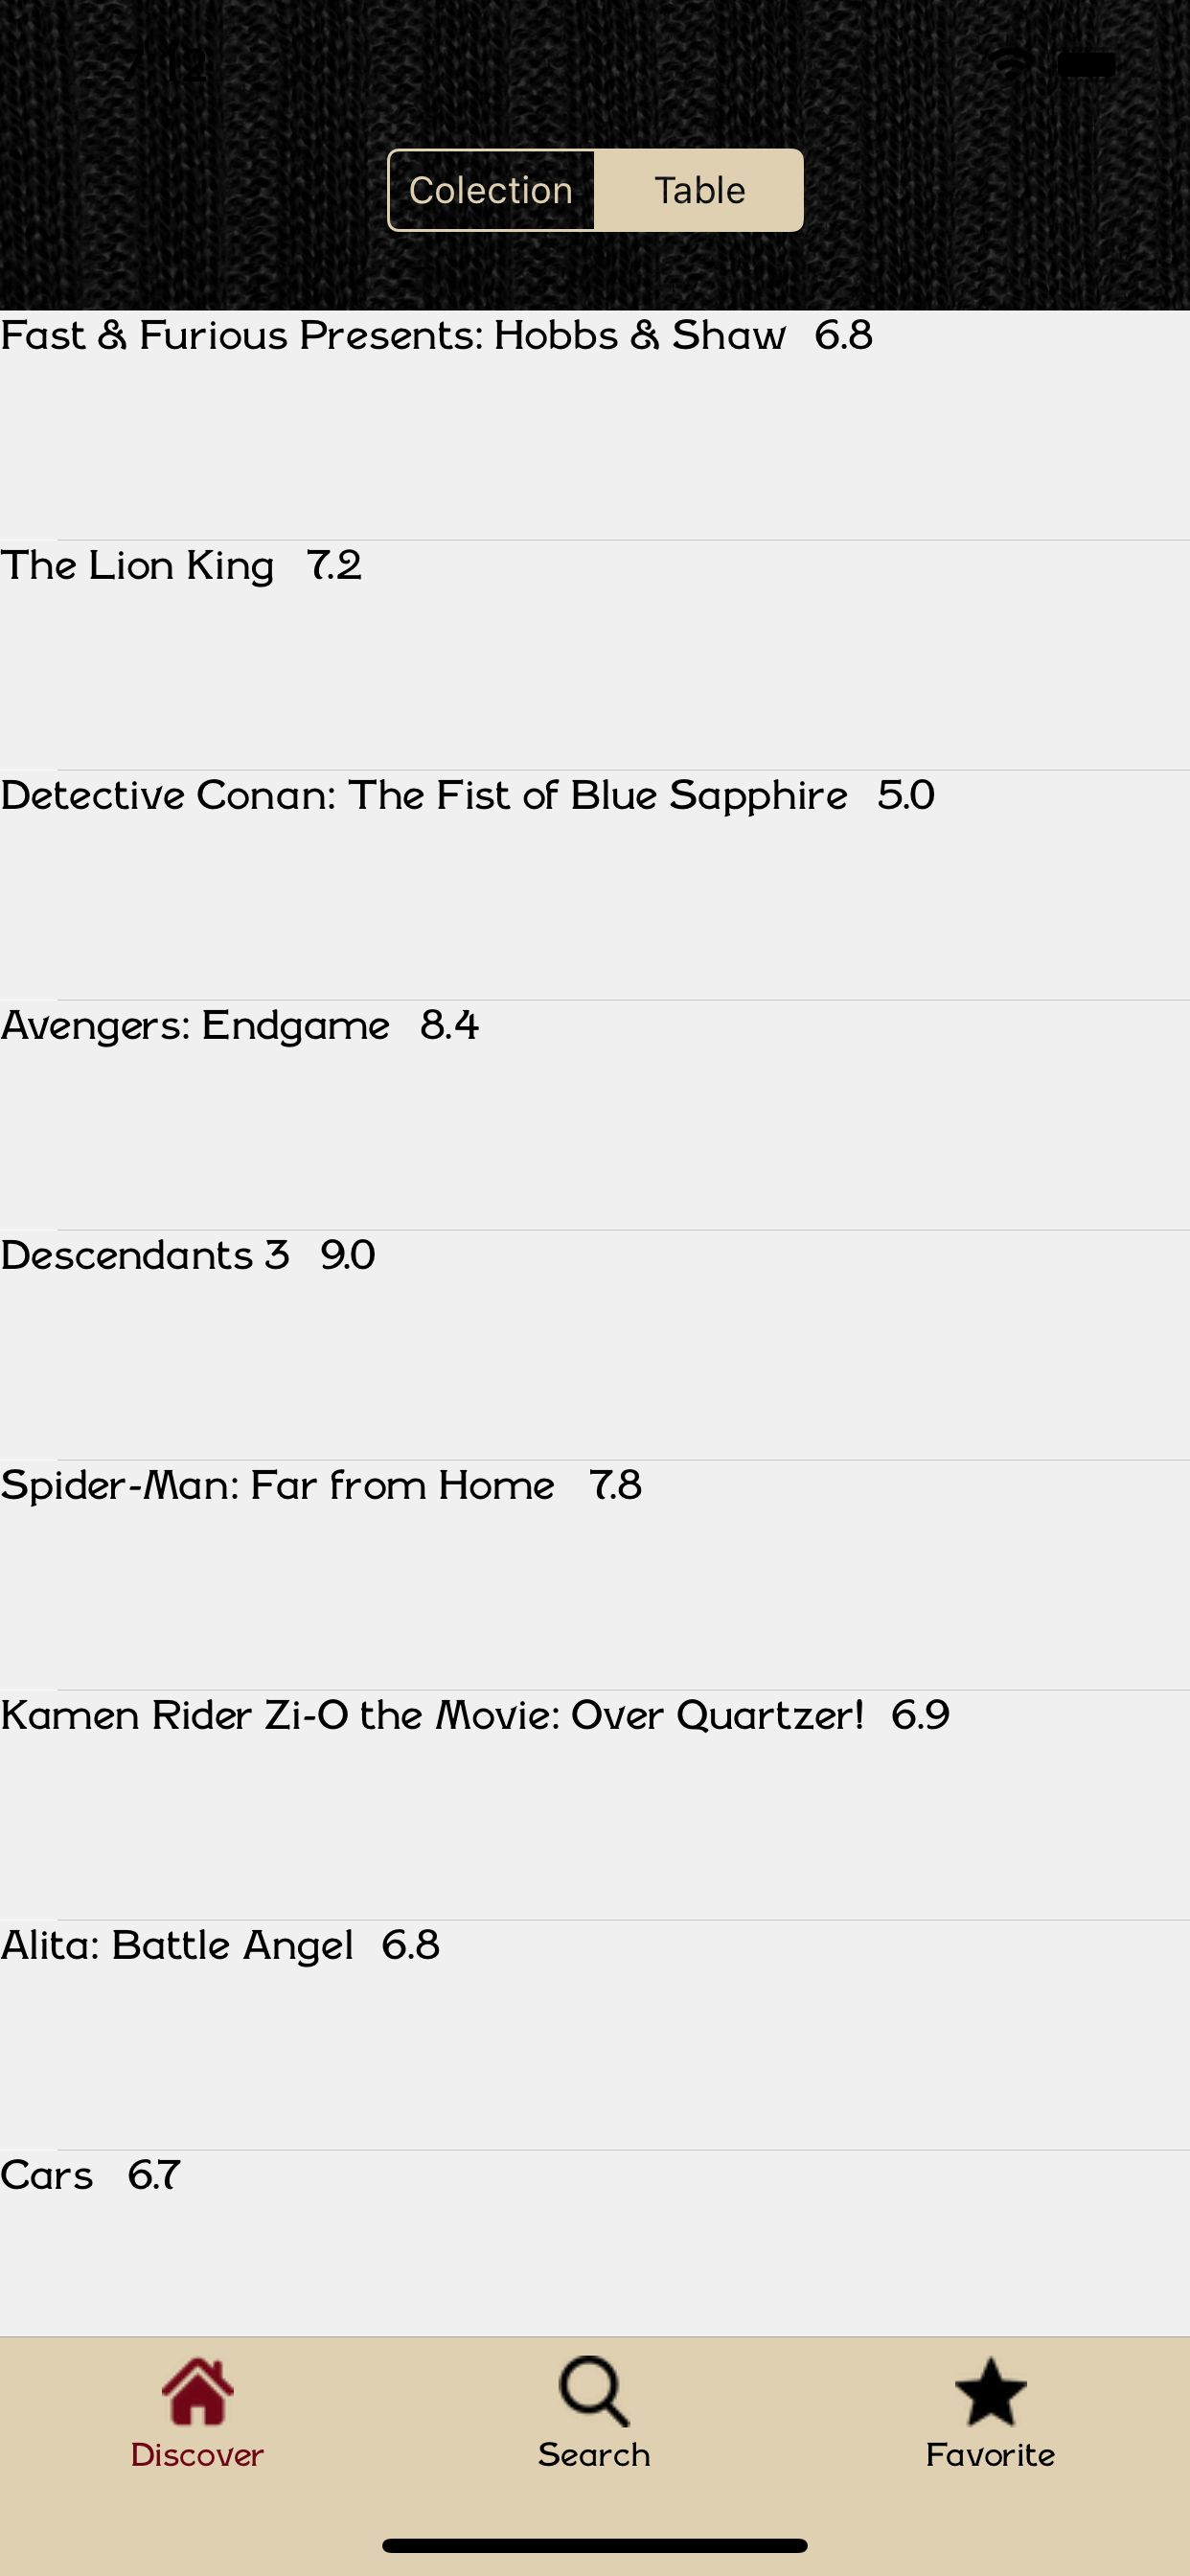 Colection Table
Fast & Furious Presents: Hobbs & Shaw 6.8
The Lion King 7.2
Detective Conan: The Fist of Blue Sapphire 5.0
Avengers: Endgame 8.4
Descendants 3 9.0
Spider-Man: Far from Home 7.8
Kamen Rider Zi-O the Movie: Over Quartzer! 6.9
Alita: Battle Angel 6.8
Cars 6.7
Discover Search Favorite